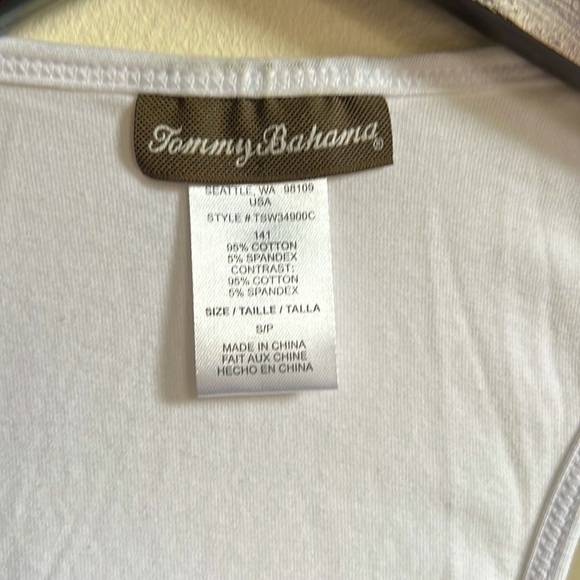 Tommy Bahama®
SEATTLE, WA 98109
USA
STYLE # TSW34900C
141
95% COTTON
5% SPANDEX
CONTRAST:
95% COTTON
5% SPANDEX
SIZE / TAILLE / TALLA
S/P
MADE IN CHINA
FAIT AUX CHINE
HECHO EN CHINA